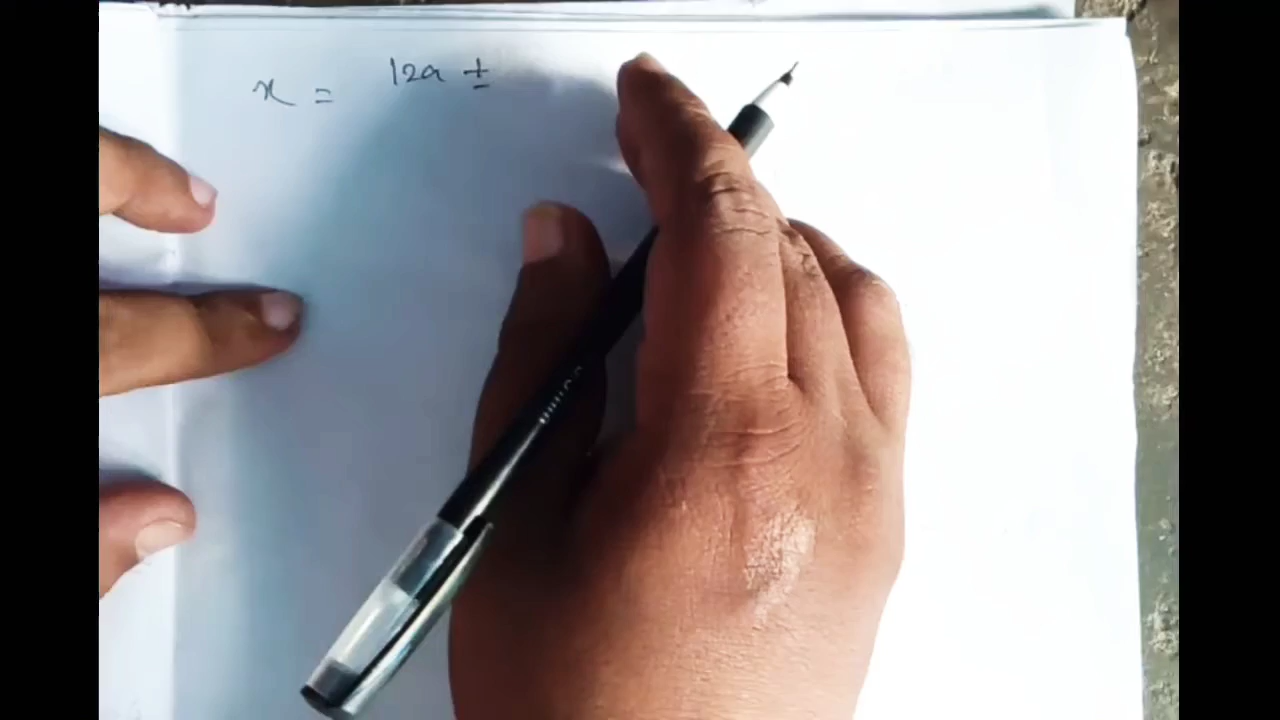 x = 12a ±